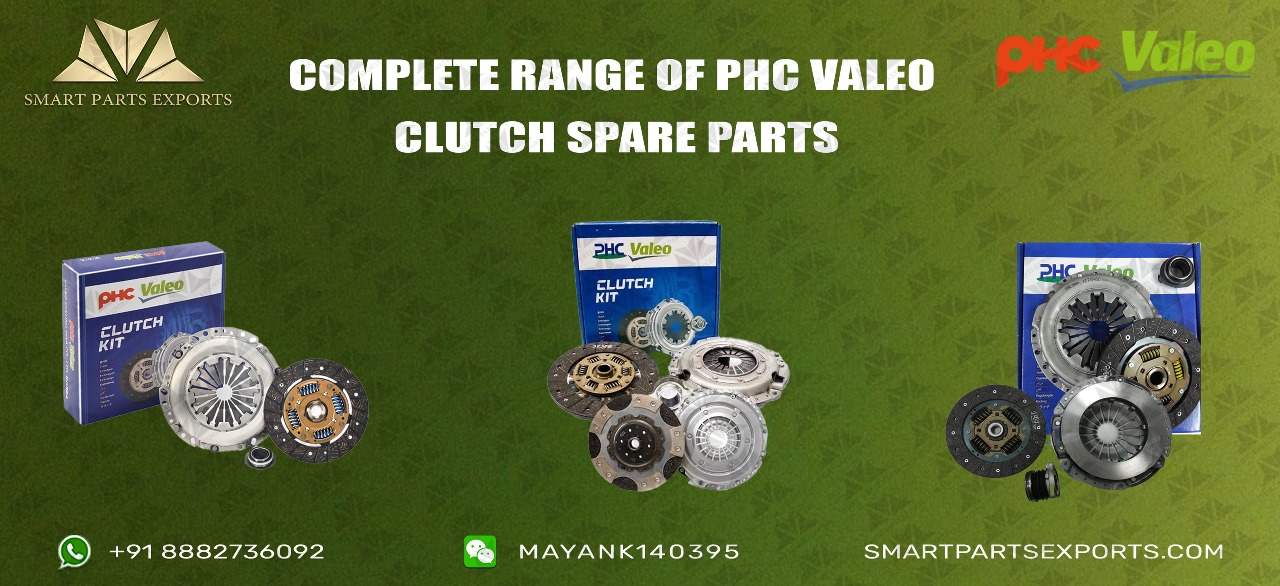 SMART PARTS EXPORTS
COMPLETE RANGE OF PHC VALEO
CLUTCH SPARE PARTS
PHC Valeo
PHC Valeo
CLUTCH
KIT
PHC Valeo
CLUTCH
KIT
PHC Valeo
+91 8882736092
MAYANK140395
SMARTPARTSEXPORTS.COM